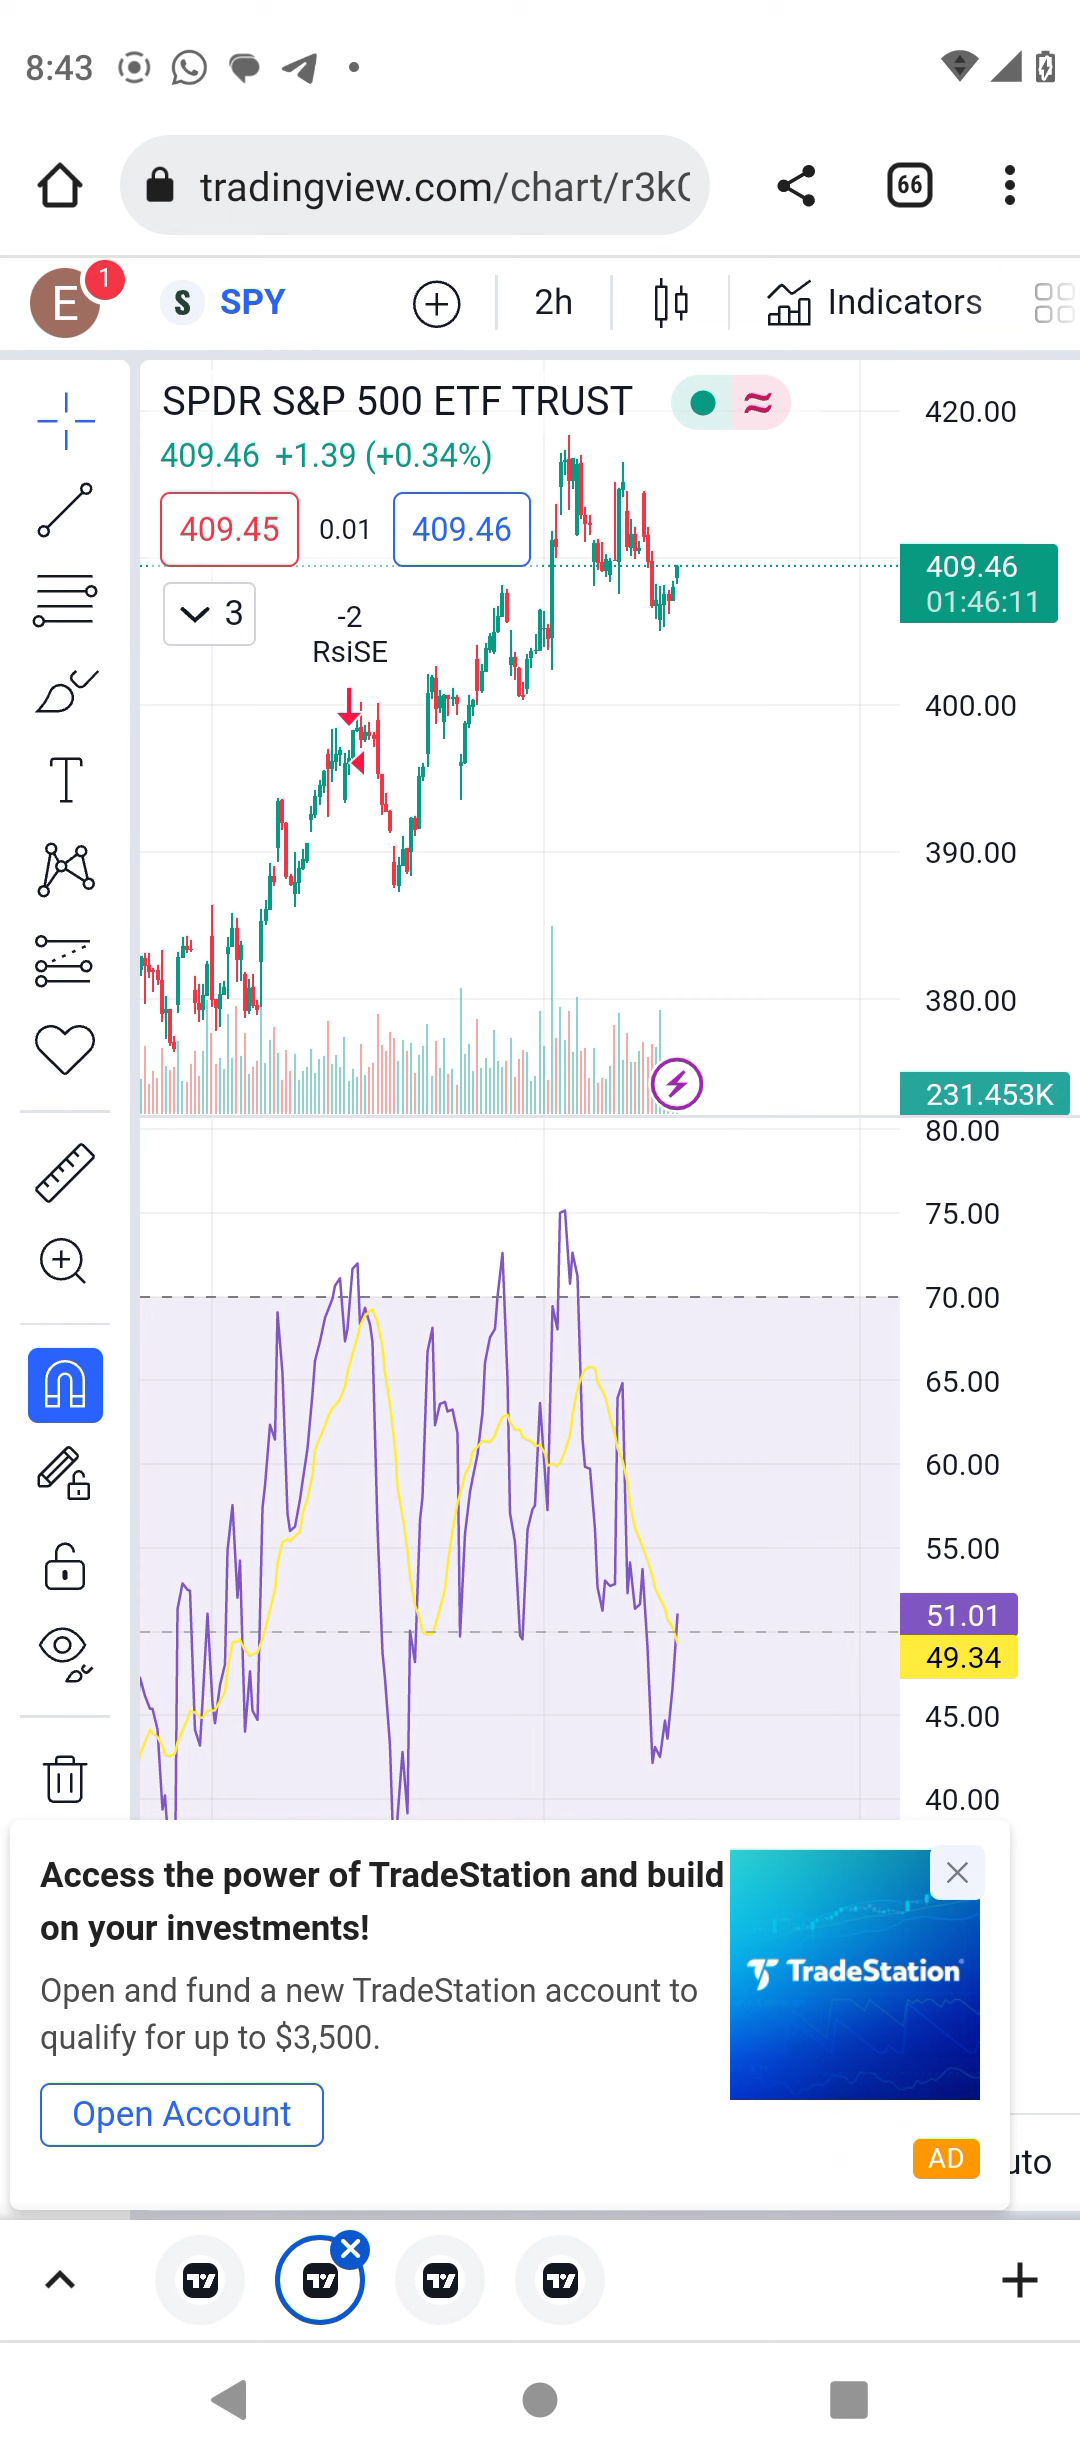 8:43
tradingview.com/chart/r3k
66
E
1
S
SPY
2h
Indicators
SPDR S&P 500 ETF TRUST
409.46 +1.39 (+0.34%)
409.45
0.01
409.46
3
-2
RsiSE
420.00
409.46
01:46:11
400.00
390.00
380.00
231.453K
80.00
75.00
70.00
65.00
60.00
55.00
51.01
49.34
45.00
40.00
Access the power of TradeStation and build
on your investments!
Open and fund a new TradeStation account to
qualify for up to $3,500.
Open Account
TradeStation
AD
uto